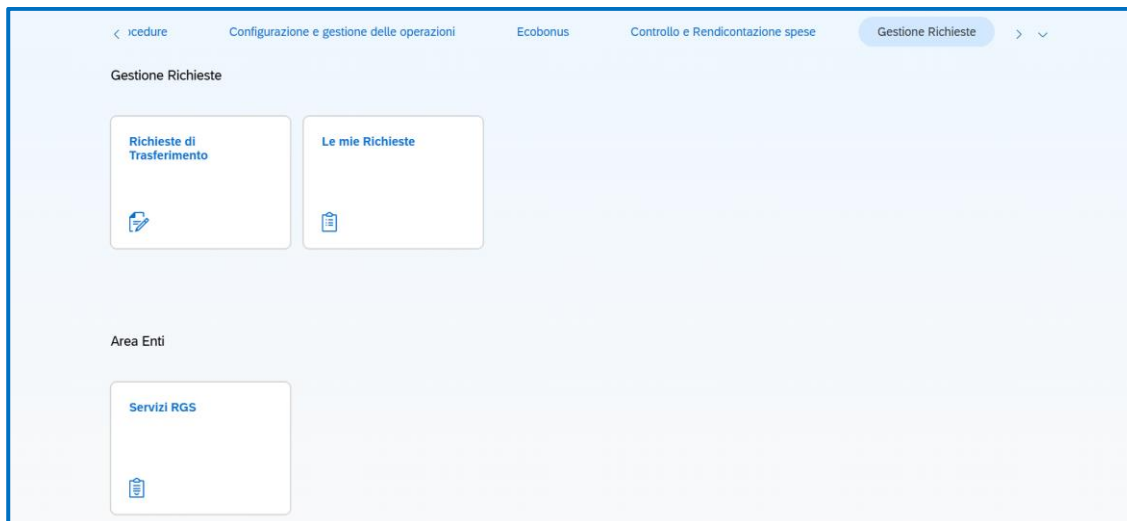 ocedure Configurazione e gestione delle operazioni Ecobonus Controllo e Rendicontazione spese Gestione Richieste
Gestione Richieste
Richieste di
Trasferimento
Le mie Richieste
Area Enti
Servizi RGS